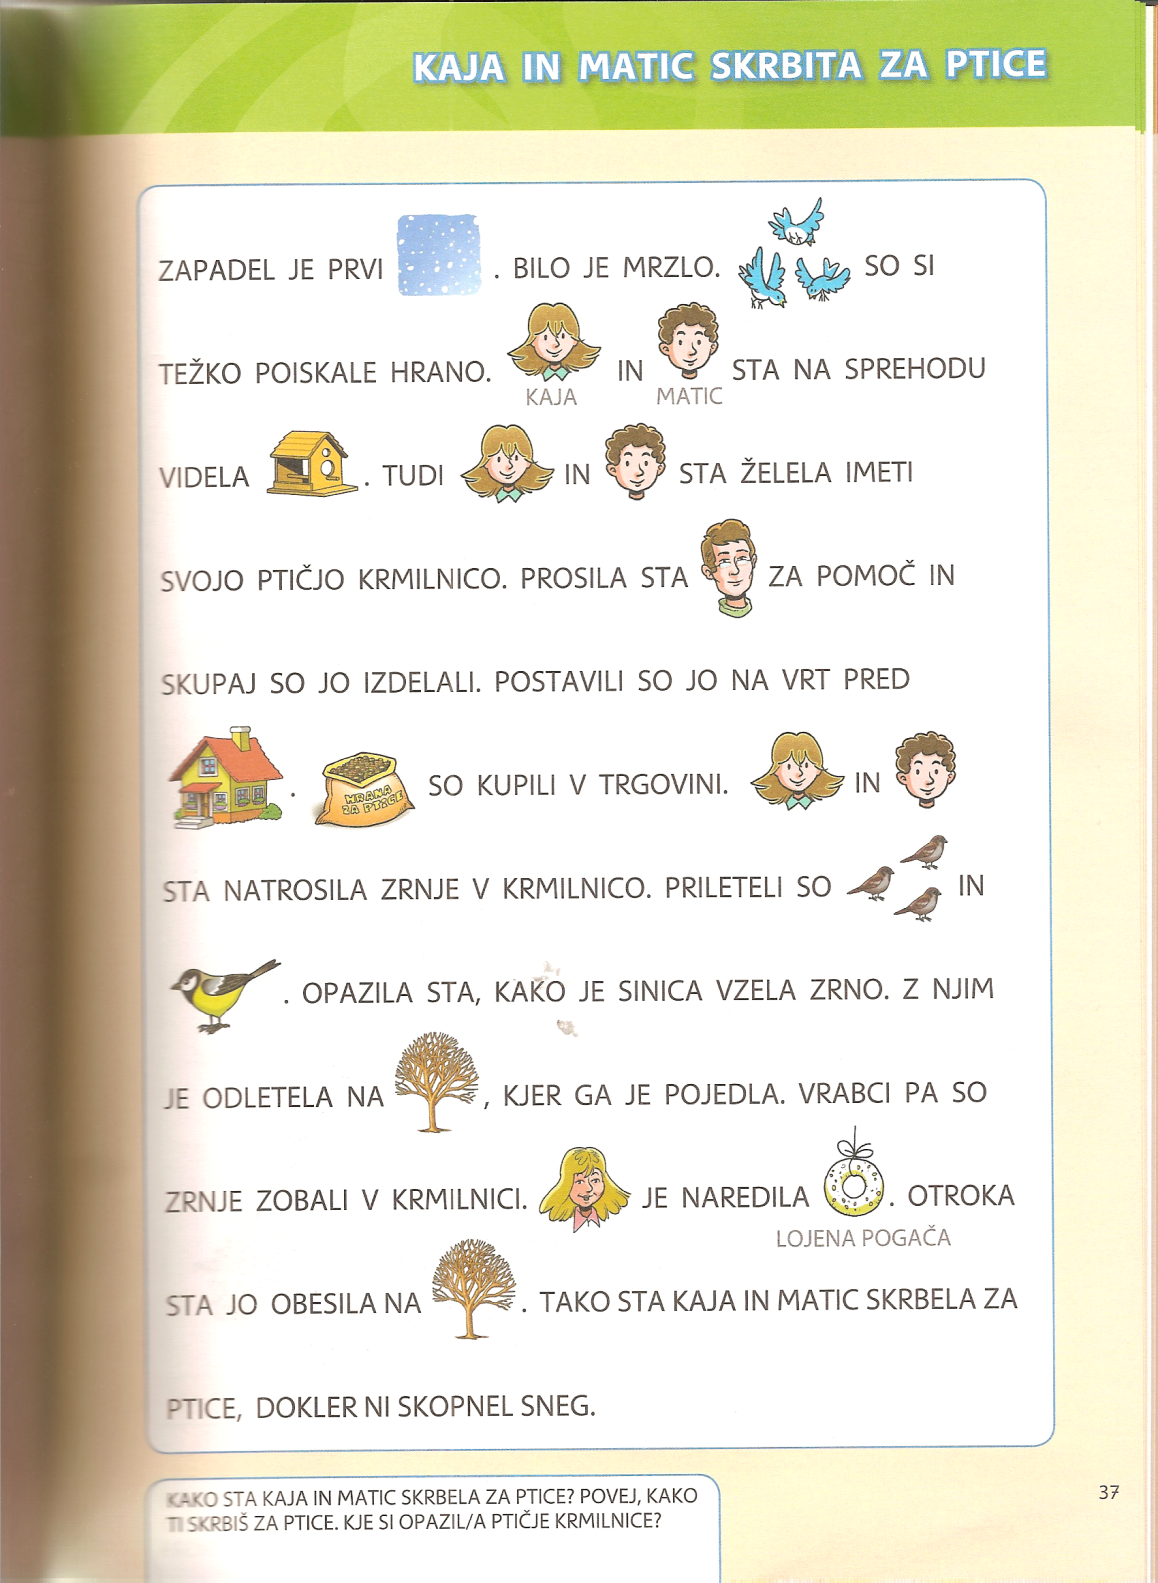 KAJA IN MATIC SKRBITA ZA PTICE
ZAPADEL JE PRVI . BILO JE MRZLO. SO SI
TEŽKO POISKALE HRANO. IN STA NA SPREHODU
KAJA MATIC
VIDELA . TUDI IN STA ŽELELA IMETI
SVOJO PTIČJO KRMILNICO. PROSILA STA ZA POMOČ IN
SKUPAJ SO JO IZDELALI. POSTAVILI SO JO NA VRT PRED
. SO KUPILI V TRGOVINI. IN
HRANA
ZA PTICE
STA NATROSILA ZRNJE V KRMILNICO. PRILETELI SO IN
. OPAZILA STA, KAKO JE SINICA VZELA ZRNO. Z NJIM
JE ODLETELA NA , KJER GA JE POJEDLA. VRABCI PA SO
ZRNJE ZOBALI V KRMILNICI. JE NAREDILA . OTROKA
LOJENA POGAČA
STA JO OBESILA NA . TAKO STA KAJA IN MATIC SKRBELA ZA
PTICE, DOKLER NI SKOPNEL SNEG.
KAKO STA KAJA IN MATIC SKRBELA ZA PTICE? POVEJ, KAKO
TI SKRBIŠ ZA PTICE. KJE SI OPAZIL/A PTIČJE KRMILNICE?
37